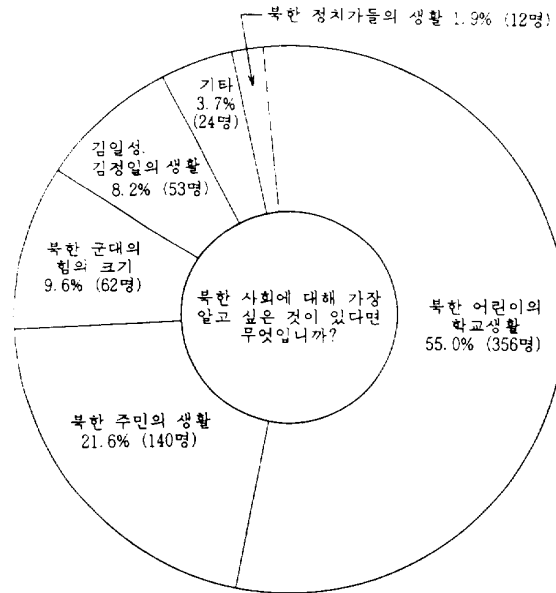 북한 정치가들의 생활 1.9% (12명)
기타
3.7%
(24명)
김일성,
김정일의 생활
8.2% (53명)
북한 군대의
힘의 크기
9.6% (62명)
북한 사회에 대해 가장
알고 싶은 것이 있다면
무엇입니까?
북한 어린이의
학교생활
55.0% (356명)
북한 주민의 생활
21.6% (140명)